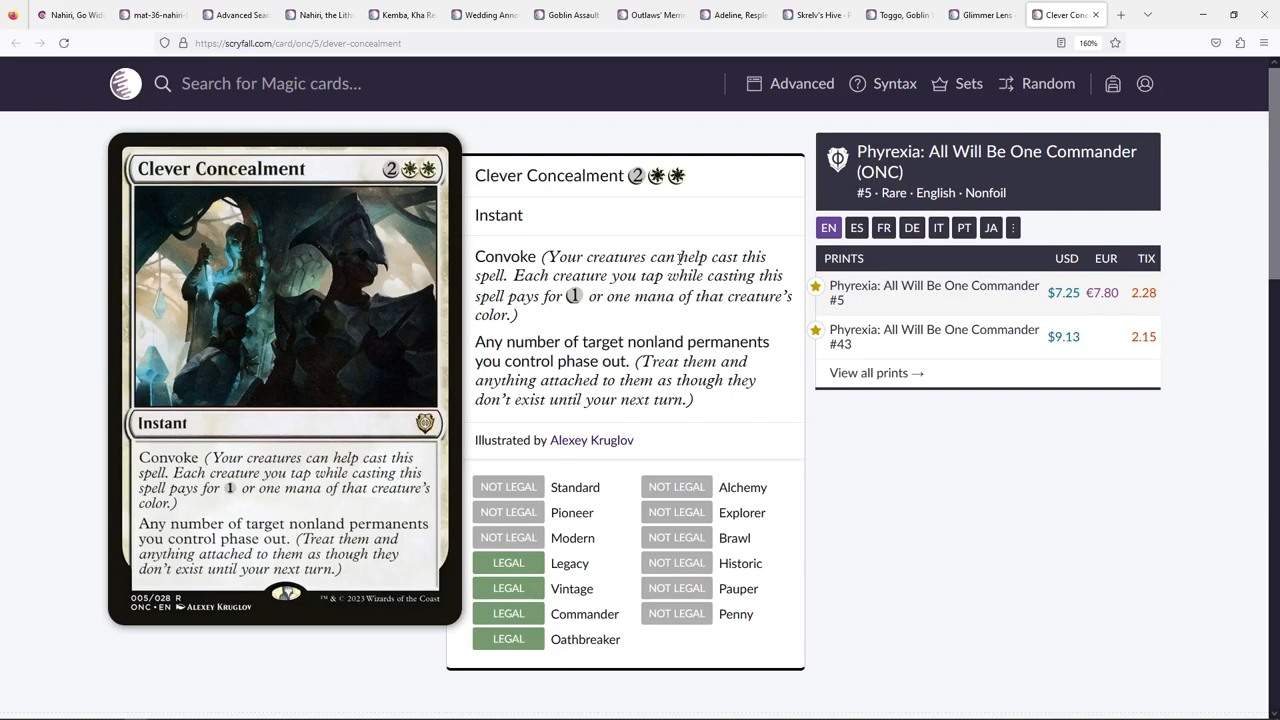 Nahiri, Go Wid
mat-36-nahiri-
Advanced Sear
Nahiri, the Lith
Kemba, Kha Re
Wedding Anno
Goblin Assault
Outlaws' Merri
Adeline, Resple
Skrelv's Hive · P
Toggo, Goblin
Glimmer Lens
Clever Conc
https://scryfall.com/card/onc/5/clever-concealment
160%
Search for Magic cards…
Advanced
Syntax
Sets
Random
Clever Concealment 2
Instant
Convoke (Your creatures can help cast this
spell. Each creature you tap while casting this
spell pays for 1 or one mana of that creature's
color.)
Any number of target nonland permanents
you control phase out. (Treat them and
anything attached to them as though they
don't exist until your next turn.)
005/028 R
ONC • EN ALEXEY KRUGLOV
™ & © 2023 Wizards of the Coast
Clever Concealment 2
Instant
Convoke (Your creatures can help cast this
spell. Each creature you tap while casting this
spell pays for 1 or one mana of that creature's
color.)
Any number of target nonland permanents
you control phase out. (Treat them and
anything attached to them as though they
don't exist until your next turn.)
Illustrated by Alexey Kruglov
NOT LEGAL Standard NOT LEGAL Alchemy
NOT LEGAL Pioneer NOT LEGAL Explorer
NOT LEGAL Modern NOT LEGAL Brawl
LEGAL Legacy NOT LEGAL Historic
LEGAL Vintage NOT LEGAL Pauper
LEGAL Commander NOT LEGAL Penny
LEGAL Oathbreaker
Phyrexia: All Will Be One Commander
(ONC)
#5 · Rare · English · Nonfoil
EN ES FR DE IT PT JA
PRINTS USD EUR TIX
Phyrexia: All Will Be One Commander
#5 $7.25 €7.80 2.28
Phyrexia: All Will Be One Commander
#43 $9.13 2.15
View all prints →